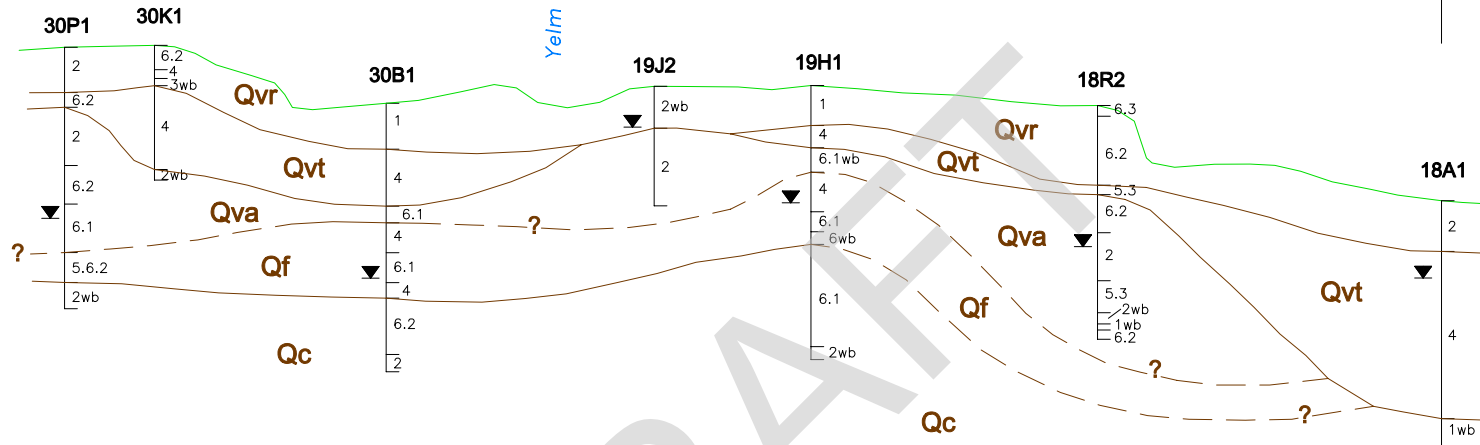 30P1
30K1
Yelm
30B1
19J2
19H1
18R2
18A1
2
6.2
2
6.2
6.1
5.6.2
2wb
6.2
4
3wb
4
2wb
1
4
6.1
4
6.1
4
6.2
2
2wb
2
1
4
6.1wb
4
6.1
6wb
6.1
2wb
6.3
6.2
5.3
6.2
2
5.3
2wb
1wb
6.2
2
4
1wb
Qvr
Qvt
Qva
Qf
Qc
Qvr
Qvt
Qva
Qf
Qvt
Qc
?
?
?
?
DRAFT